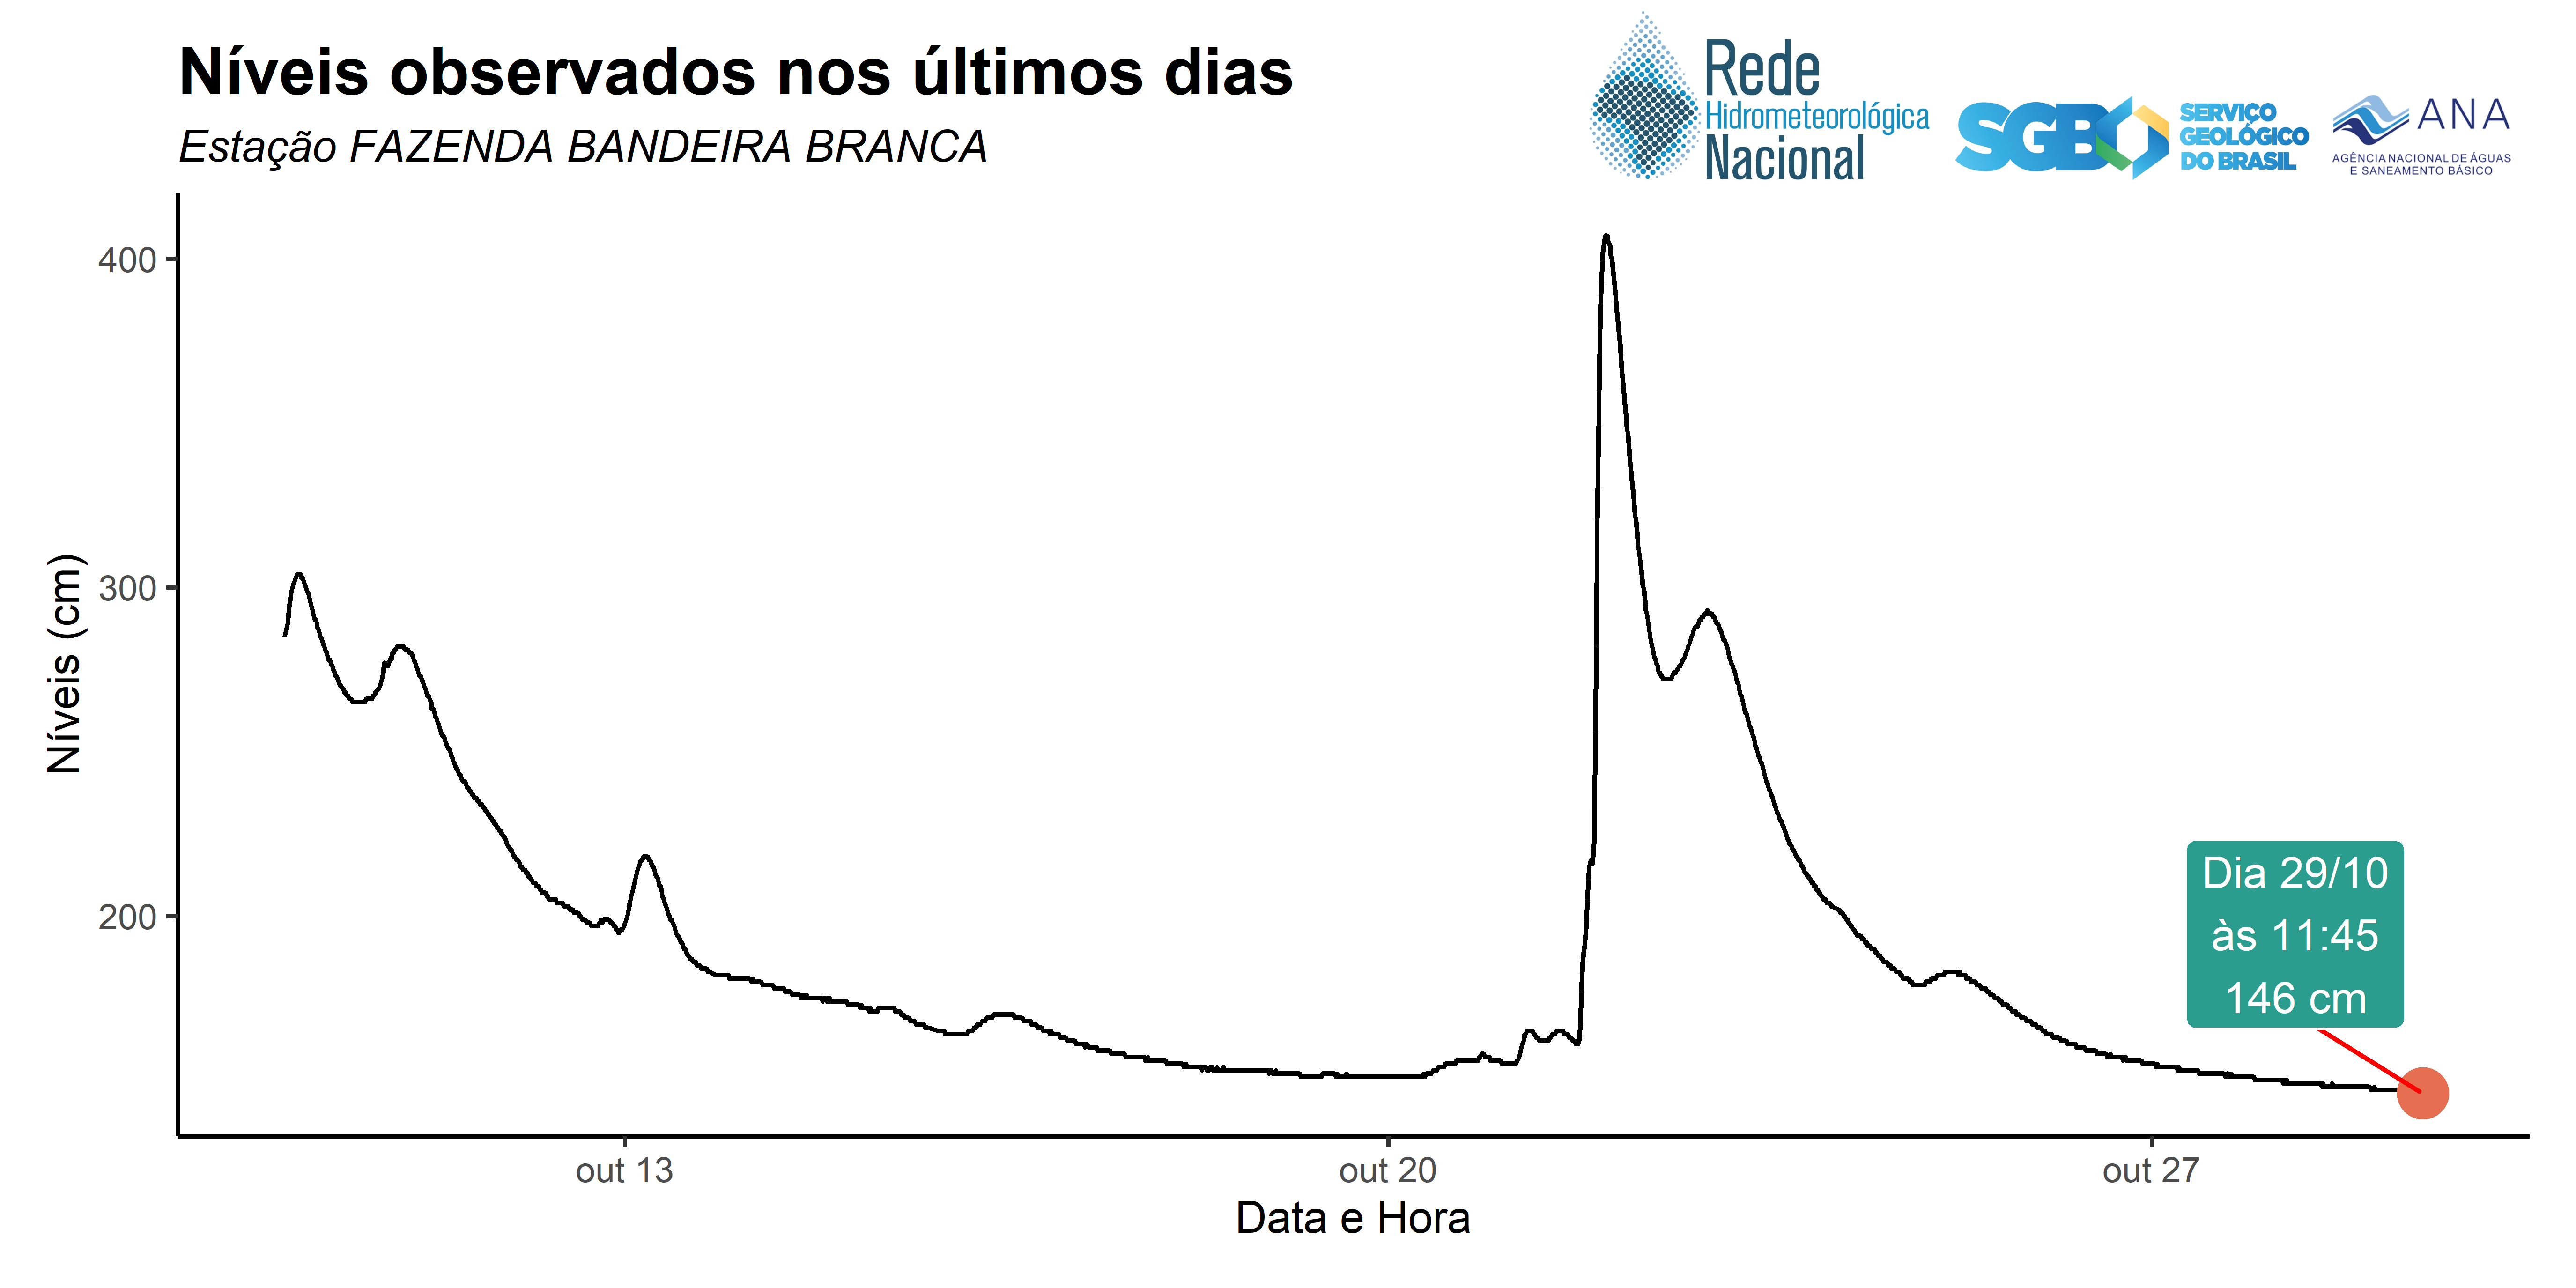 Níveis observados nos últimos dias
Estação FAZENDA BANDEIRA BRANCA
Rede
Hidrometeorológica
Nacional
SGB
SERVIÇO
GEOLÓGICO
DO BRASIL
ANA
AGÊNCIA NACIONAL DE ÁGUAS
E SANEAMENTO BÁSICO
Níveis (cm)
400
300
200
Dia 29/10
às 11:45
146 cm
out 13
out 20
out 27
Data e Hora